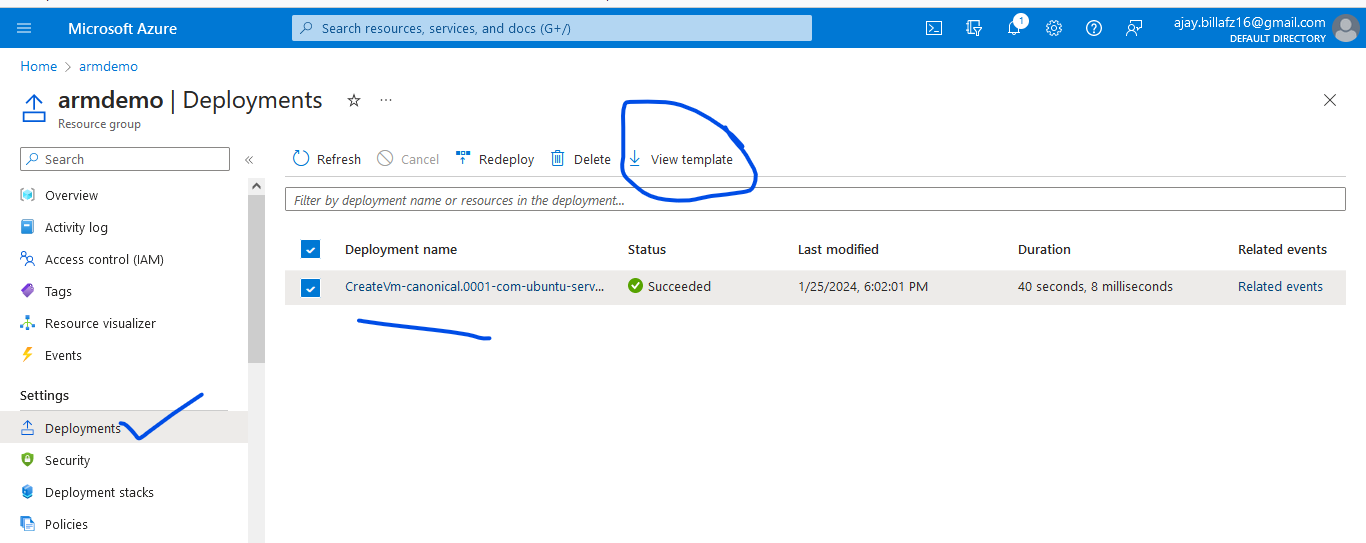 Microsoft Azure
Search resources, services, and docs (G+/)
1
ajay.billafz16@gmail.com
DEFAULT DIRECTORY
Home > armdemo
armdemo | Deployments
Resource group
Search
Refresh Cancel Redeploy Delete View template
Filter by deployment name or resources in the deployment...
Overview
Activity log
Access control (IAM)
Tags
Resource visualizer
Events
Settings
Deployments
Security
Deployment stacks
Policies
Deployment name Status Last modified Duration Related events
CreateVm-canonical.0001-com-ubuntu-serv... Succeeded 1/25/2024, 6:02:01 PM 40 seconds, 8 milliseconds Related events